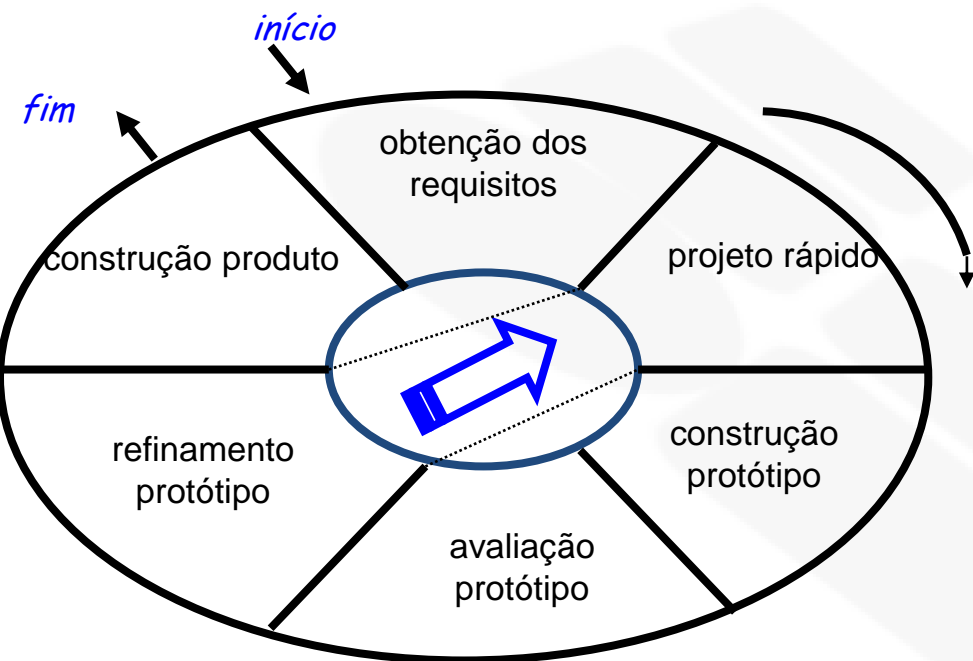 início
fim
obtenção dos
requisitos
projeto rápido
construção
protótipo
avaliação
protótipo
refinamento
protótipo
construção produto